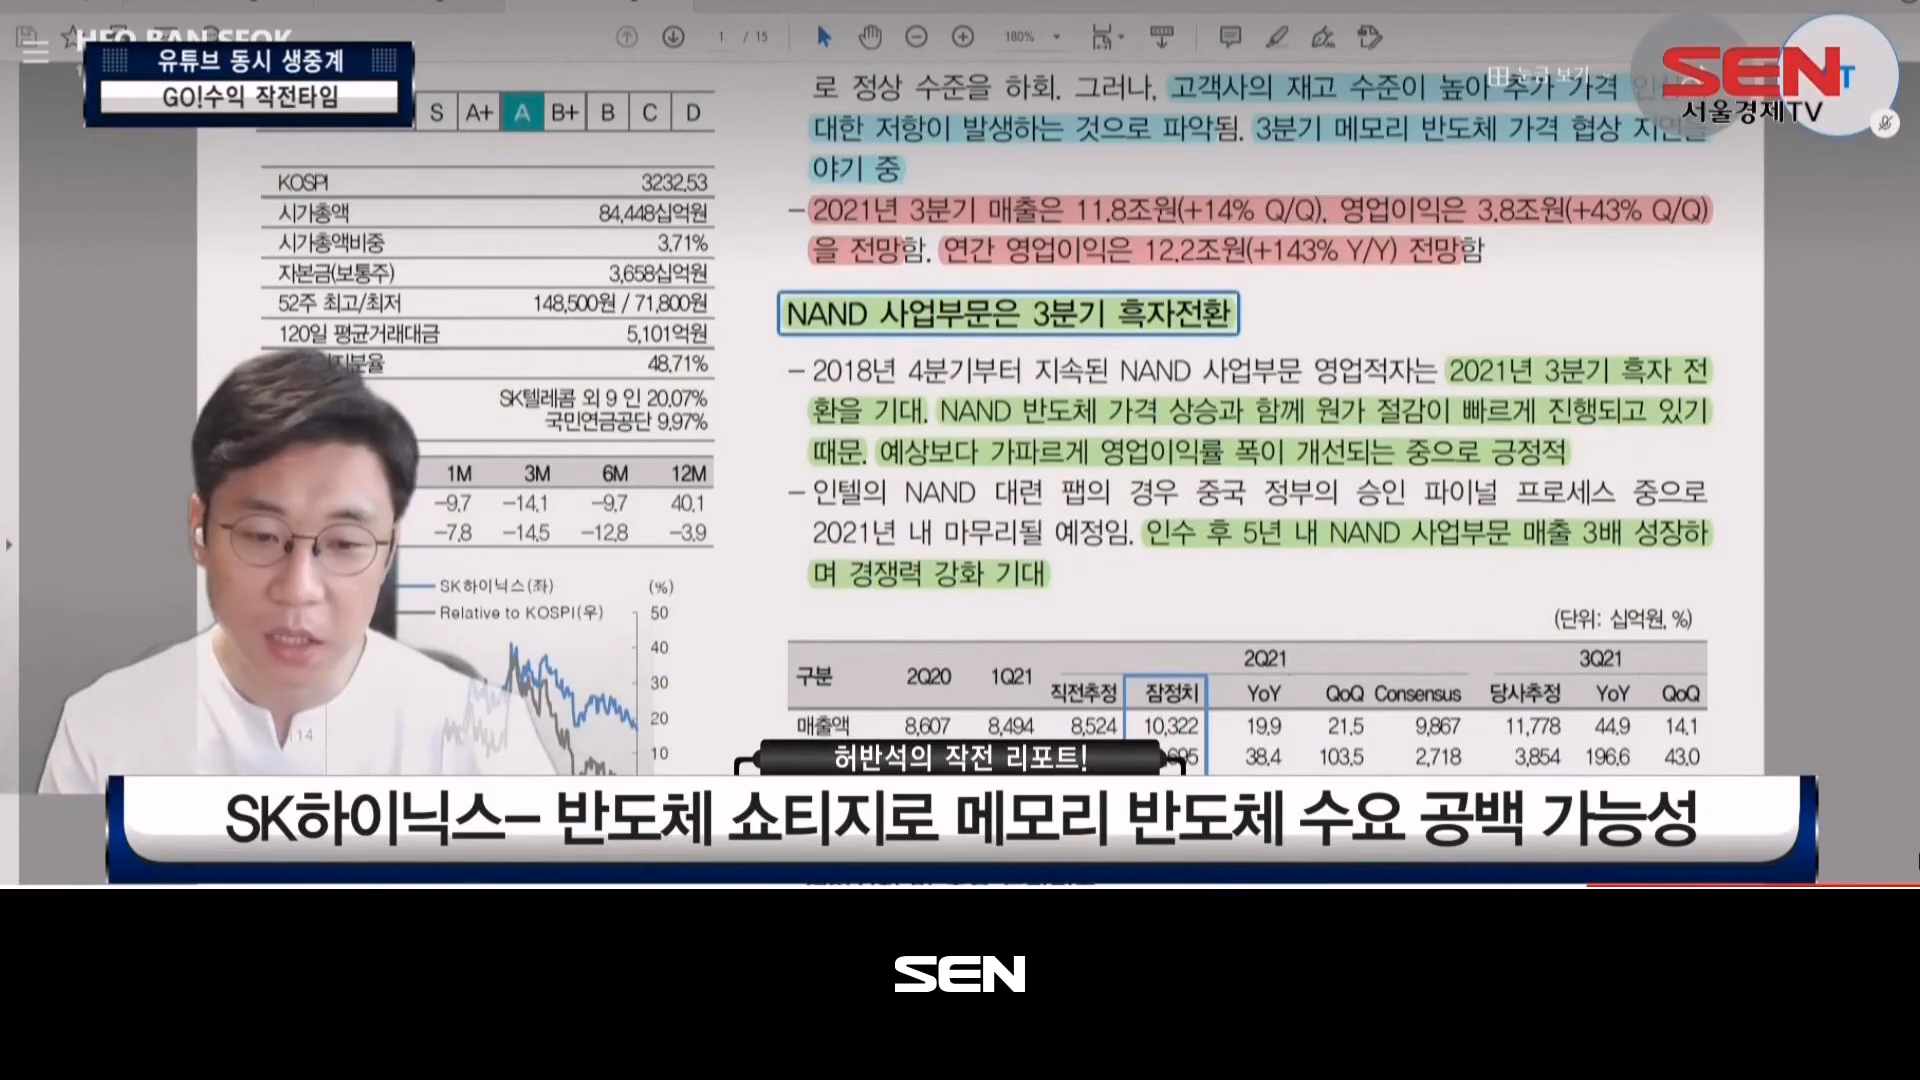 HEO BAN SEOK
유튜브 동시 생중계
GO!수익 작전타임
1 / 15
180%
눈금 보기
SEN
서울경제TV
S A+ A B+ B C D
KOSPI 3232.53
시가총액 84,448십억원
시가총액비중 3.71%
자본금(보통주) 3,658십억원
52주 최고/최저 148,500원 / 71,800원
120일 평균거래대금 5,101억원
지분율 48.71%
SK텔레콤 외 9 인 20.07%
국민연금공단 9.97%
1M 3M 6M 12M
-9.7 -14.1 -9.7 40.1
-7.8 -14.5 -12.8 -3.9
SK하이닉스(좌) (%)
Relative to KOSPI(우) 50
40
30
20
10
로 정상 수준을 하회. 그러나, 고객사의 재고 수준이 높아 추가 가격
대한 저항이 발생하는 것으로 파악됨. 3분기 메모리 반도체 가격 협상 지연을
야기 중
– 2021년 3분기 매출은 11.8조원(+14% Q/Q), 영업이익은 3.8조원(+43% Q/Q)
을 전망함. 연간 영업이익은 12.2조원(+143% Y/Y) 전망함
NAND 사업부문은 3분기 흑자전환
– 2018년 4분기부터 지속된 NAND 사업부문 영업적자는 2021년 3분기 흑자 전
환을 기대. NAND 반도체 가격 상승과 함께 원가 절감이 빠르게 진행되고 있기
때문. 예상보다 가파르게 영업이익률 폭이 개선되는 중으로 긍정적
– 인텔의 NAND 대련 팹의 경우 중국 정부의 승인 파이널 프로세스 중으로
2021년 내 마무리될 예정임. 인수 후 5년 내 NAND 사업부문 매출 3배 성장하
며 경쟁력 강화 기대
(단위: 십억원, %)
구분 2Q20 1Q21 2Q21 3Q21
직전추정 잠정치 YoY QoQ Consensus 당사추정 YoY QoQ
매출액 8,607 8,494 8,524 10,322 19.9 21.5 9,867 11,778 44.9 14.1
695 38.4 103.5 2,718 3,854 196.6 43.0
허반석의 작전 리포트!
SK하이닉스- 반도체 쇼티지로 메모리 반도체 수요 공백 가능성
SEN